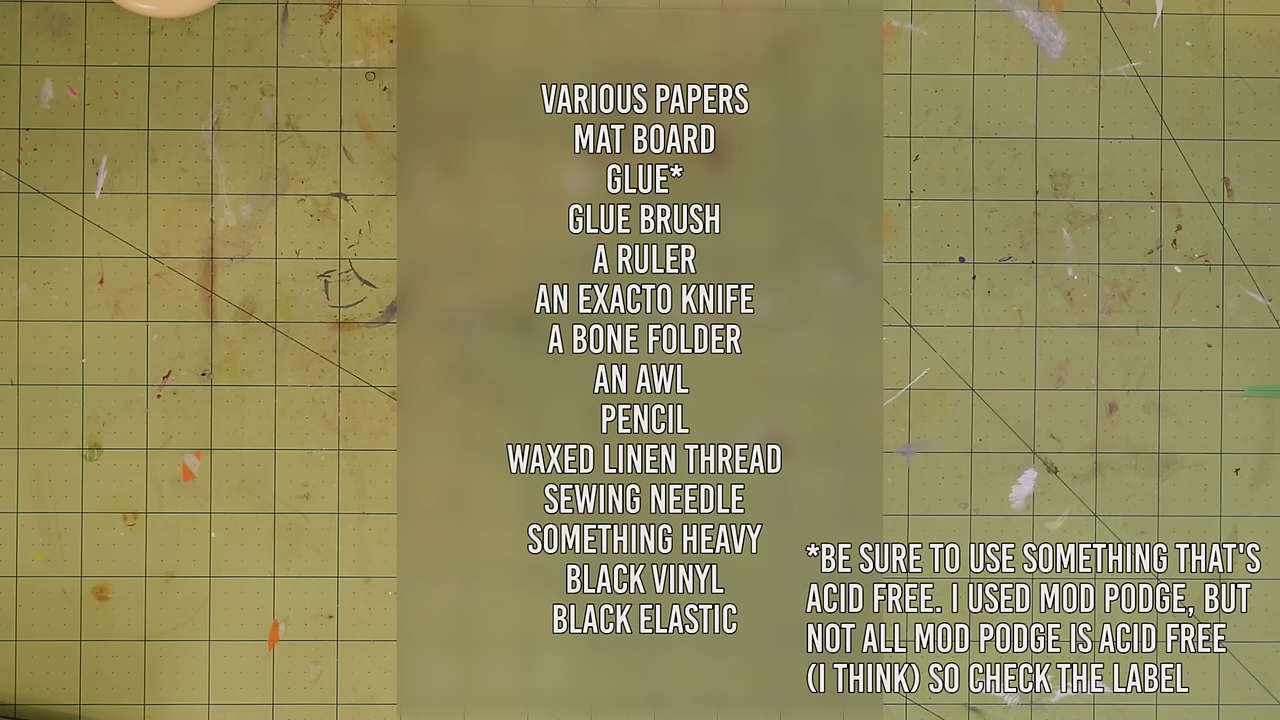 VARIOUS PAPERS
MAT BOARD
GLUE*
GLUE BRUSH
A RULER
AN EXACTO KNIFE
A BONE FOLDER
AN AWL
PENCIL
WAXED LINEN THREAD
SEWING NEEDLE
SOMETHING HEAVY
BLACK VINYL
BLACK ELASTIC
*BE SURE TO USE SOMETHING THAT'S
ACID FREE. I USED MOD PODGE, BUT
NOT ALL MOD PODGE IS ACID FREE
(I THINK) SO CHECK THE LABEL